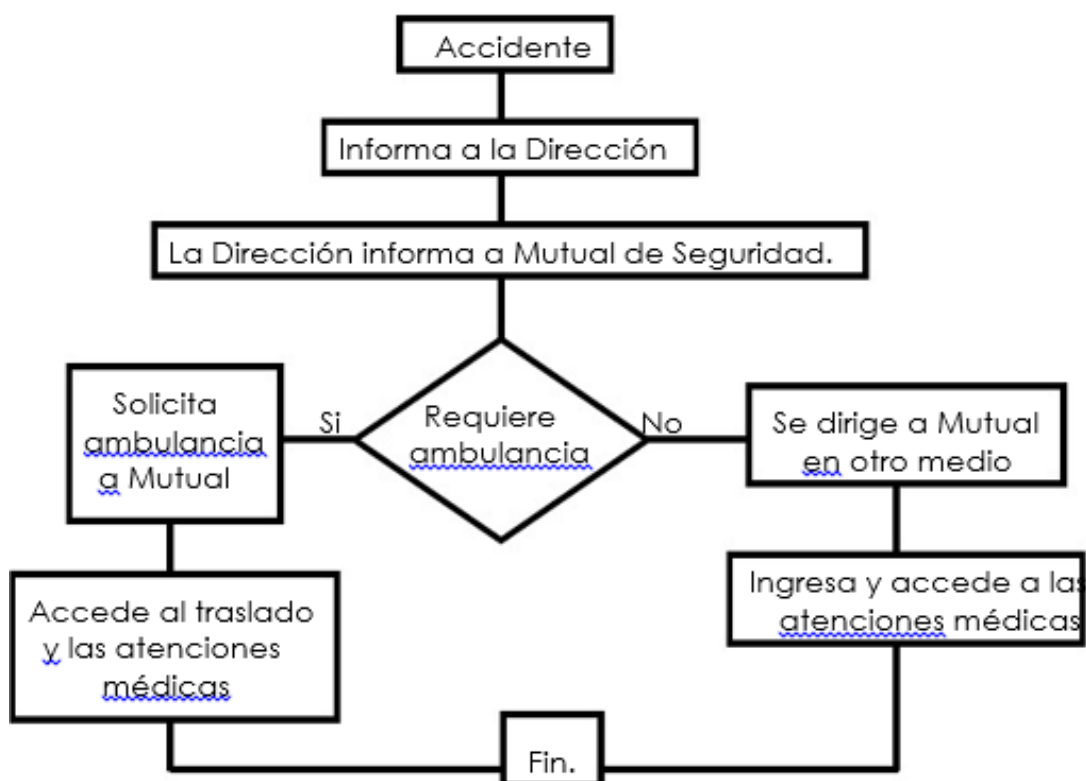 Accidente
Informa a la Dirección
La Dirección informa a Mutual de Seguridad.
Solicita
ambulancia
a Mutual
Si
Requiere
ambulancia
No
Se dirige a Mutual
en otro medio
Accede al traslado
y las atenciones
médicas
Ingresa y accede a las
atenciones médicas
Fin.